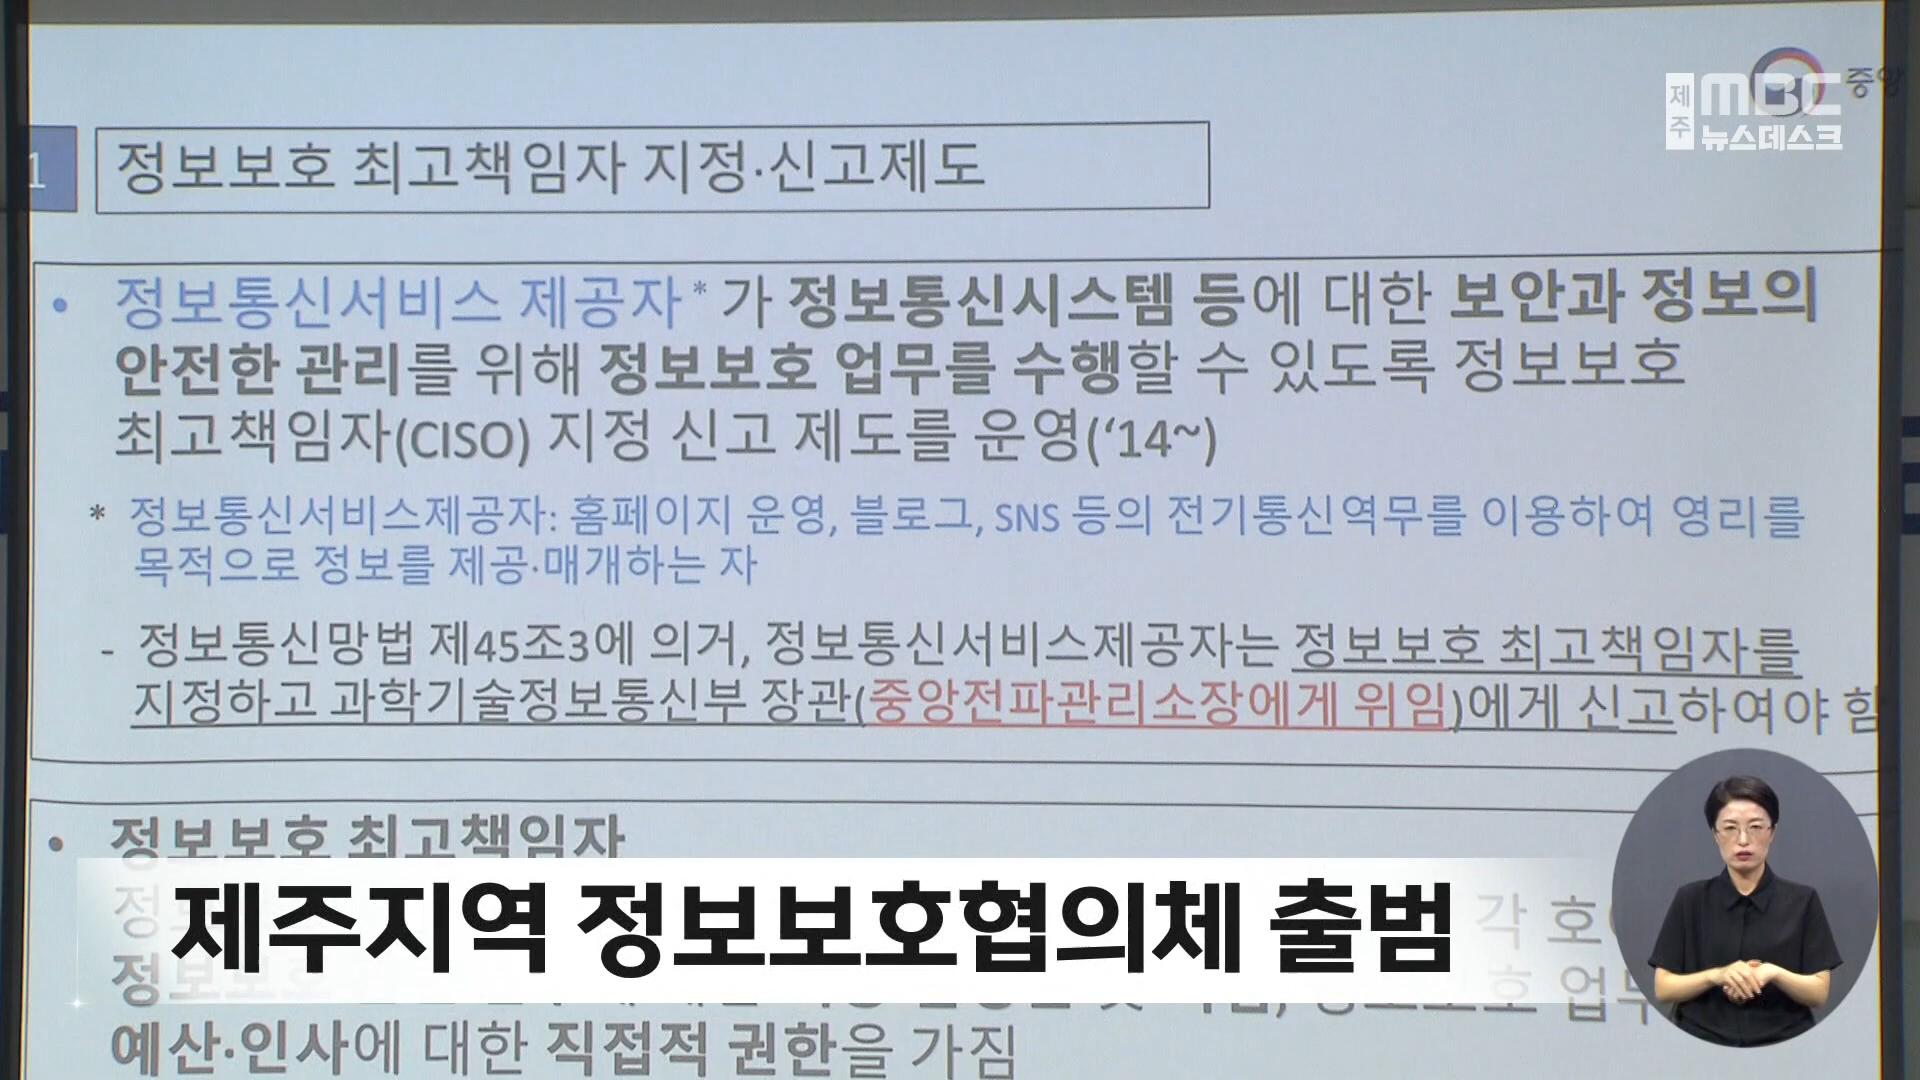 중앙
제주 MBC
뉴스데스크
1 정보보호 최고책임자 지정·신고제도
• 정보통신서비스 제공자* 가 정보통신시스템 등에 대한 보안과 정보의
안전한 관리를 위해 정보보호 업무를 수행할 수 있도록 정보보호
최고책임자(CISO) 지정 신고 제도를 운영(‘14~)
* 정보통신서비스제공자: 홈페이지 운영, 블로그, SNS 등의 전기통신역무를 이용하여 영리를
목적으로 정보를 제공·매개하는 자
- 정보통신망법 제45조3에 의거, 정보통신서비스제공자는 정보보호 최고책임자를
지정하고 과학기술정보통신부 장관(중앙전파관리소장에게 위임)에게 신고하여야 함
• 정보보호 최고책임자
제주지역 정보보호협의체 출범
각 호
정보보호 업무
예산·인사에 대한 직접적 권한을 가짐